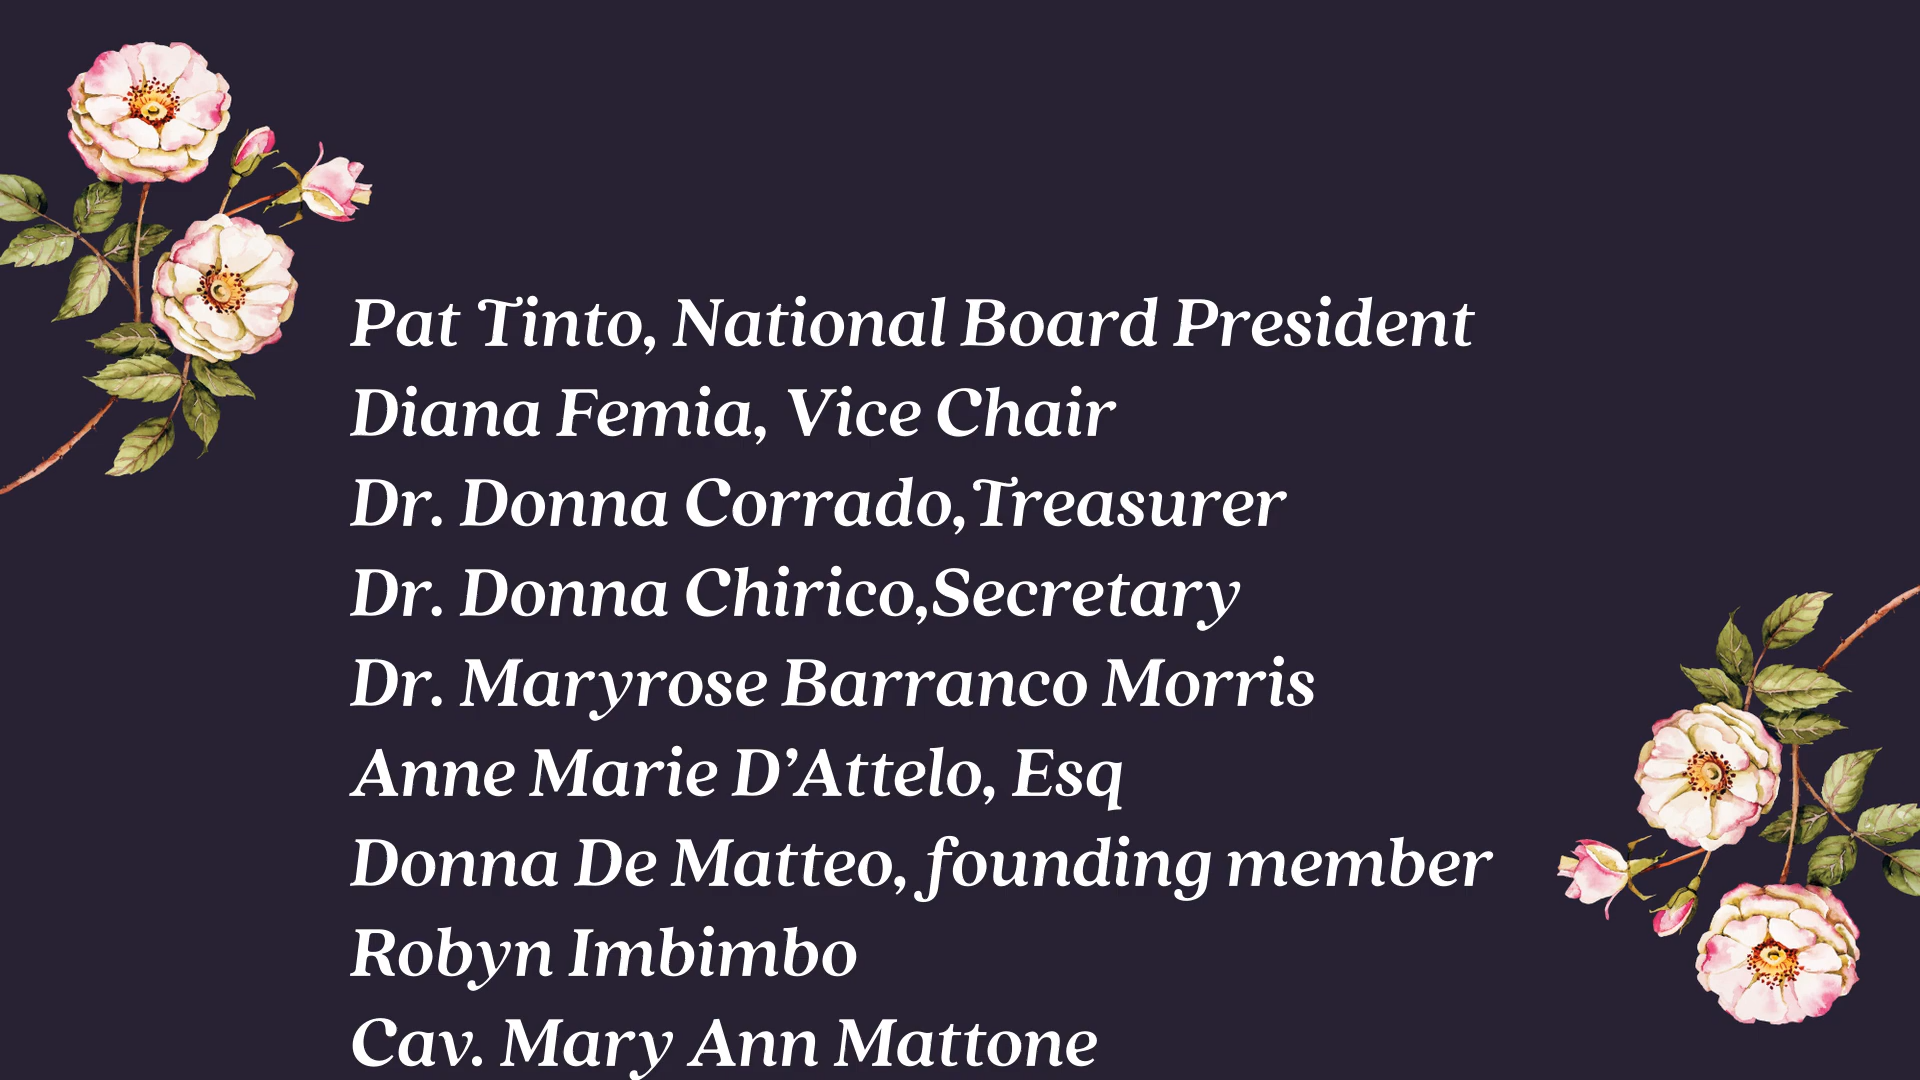 Pat Tinto, National Board President
Diana Femia, Vice Chair
Dr. Donna Corrado,Treasurer
Dr. Donna Chirico,Secretary
Dr. Maryrose Barranco Morris
Anne Marie D’Attelo, Esq
Donna De Matteo, founding member
Robyn Imbimbo
Cav. Mary Ann Mattone